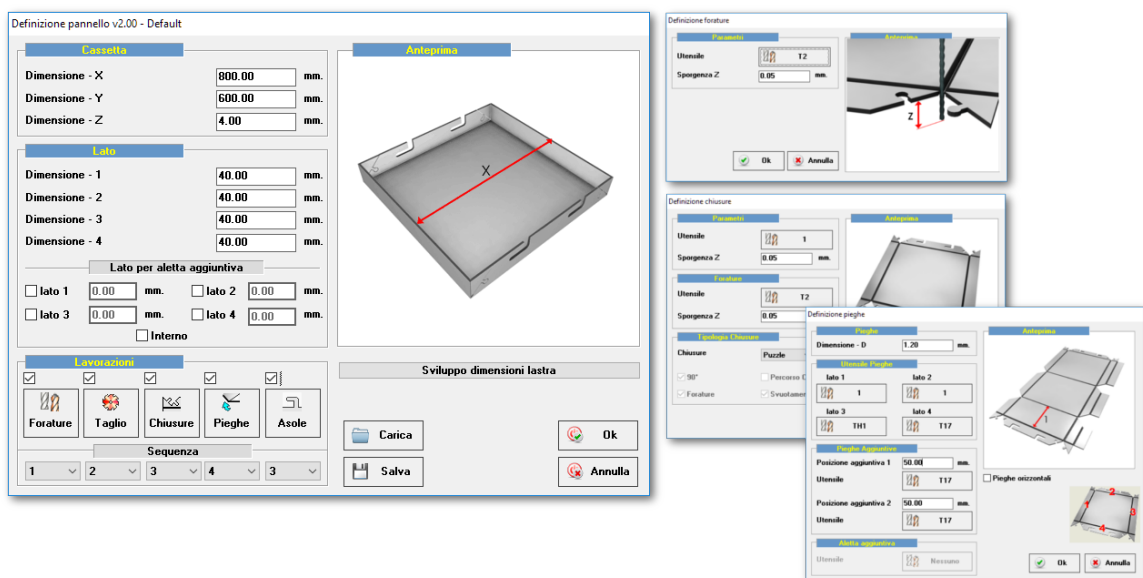 Definizione pannello v2.00 - Default
Cassetta
Dimensione - X 800.00 mm.
Dimensione - Y 600.00 mm.
Dimensione - Z 4.00 mm.
Lato
Dimensione - 1 40.00 mm.
Dimensione - 2 40.00 mm.
Dimensione - 3 40.00 mm.
Dimensione - 4 40.00 mm.
Lato per aletta aggiuntiva
lato 1 0.00 mm. lato 2 0.00 mm.
lato 3 0.00 mm. lato 4 0.00 mm.
Interno
Lavorazioni
Forature Taglio Chiusure Pieghe Asole
Sequenza
1 2 3 4 3
Anteprima
X
Sviluppo dimensioni lastra
Carica Ok
Salva Annulla
Definizione forature
Parametri
Utensile T2
Sporgenza Z 0.05 mm.
Anteprima
Z
Ok Annulla
Definizione chiusure
Parametri
Utensile 1
Sporgenza Z 0.05 mm.
Forature
Utensile T2
Sporgenza Z 0.05
Tipologia Chiusure
Chiusure Puzzle
90° Percorso
Forature
Anteprima
Definizione pieghe
Pieghe
Dimensione - D 1.20 mm.
Utensile Pieghe
lato 1 lato 2
1 1
lato 3 lato 4
TH1 T17
Pieghe Aggiuntive
Posizione aggiuntiva 1 50.00 mm.
Utensile T17
Posizione aggiuntiva 2 50.00 mm.
Utensile T17
Aletta aggiuntiva
Utensile Nessuno
Anteprima
1
Pieghe orizzontali
2
1
3
4
Ok Annulla